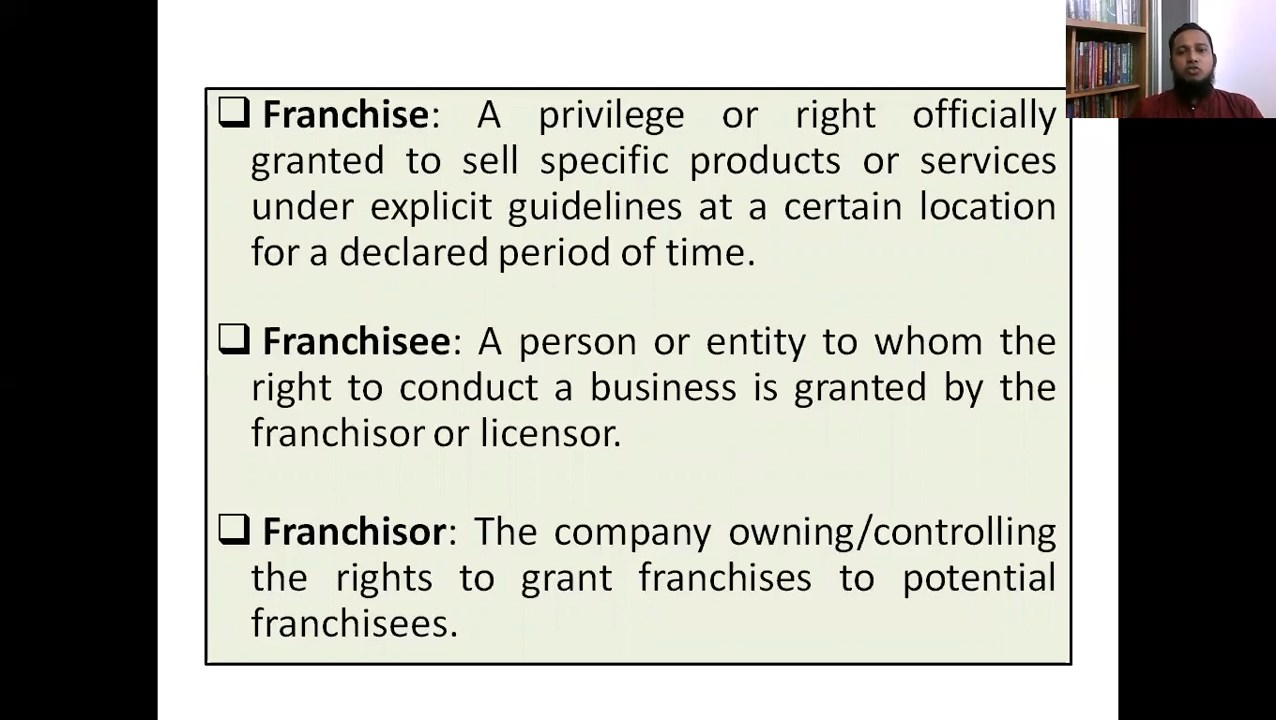 ❑ Franchise: A privilege or right officially
granted to sell specific products or services
under explicit guidelines at a certain location
for a declared period of time.
❑ Franchisee: A person or entity to whom the
right to conduct a business is granted by the
franchisor or licensor.
❑ Franchisor: The company owning/controlling
the rights to grant franchises to potential
franchisees.